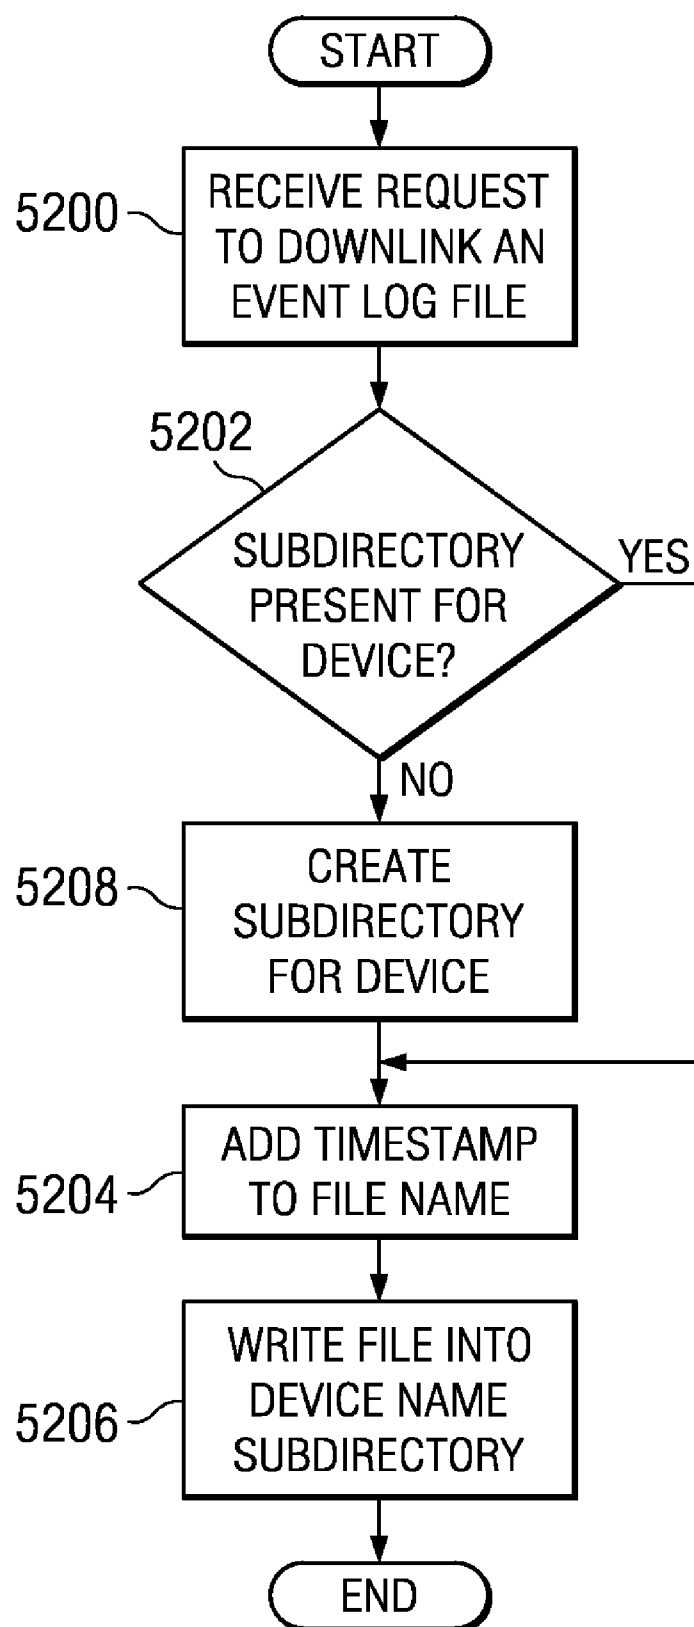 START
5200
RECEIVE REQUEST
TO DOWNLINK AN
EVENT LOG FILE
5202
SUBDIRECTORY
PRESENT FOR
DEVICE?
YES
NO
5208
CREATE
SUBDIRECTORY
FOR DEVICE
5204
ADD TIMESTAMP
TO FILE NAME
5206
WRITE FILE INTO
DEVICE NAME
SUBDIRECTORY
END